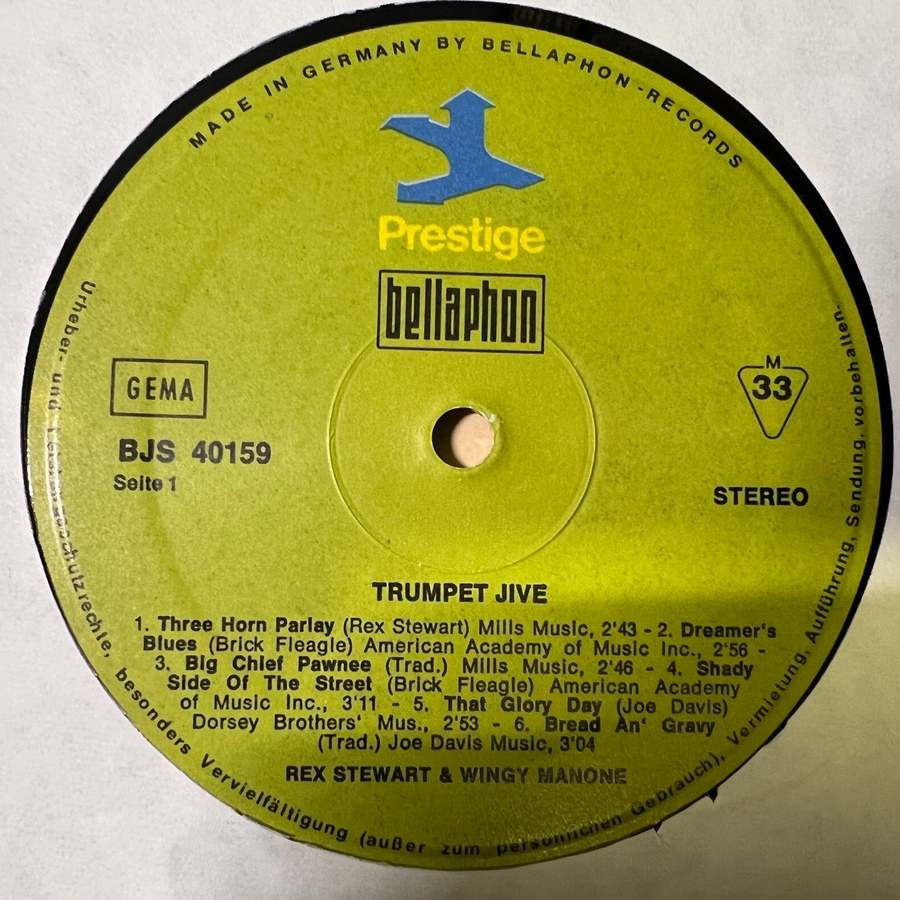 MADE IN GERMANY BY BELLAPHON-RECORDS
Prestige
bellaphon
GEMA
BJS 40159
Seite 1
M
33
STEREO
TRUMPET JIVE
1. Three Horn Parlay (Rex Stewart) Mills Music, 2'43 - 2. Dreamer's
Blues (Brick Fleagle) American Academy of Music Inc., 2'56 -
3. Big Chief Pawnee (Trad.) Mills Music, 2'46 - 4. Shady
Side Of The Street (Brick Fleagle) American Academy
of Music Inc., 3'11 - 5. That Glory Day (Joe Davis)
Dorsey Brothers' Mus., 2'53 - 6. Bread An' Gravy
(Trad.) Joe Davis Music, 3'04
REX STEWART & WINGY MANONE
Urheber- und Leistungsschutzrechte, besonders Vervielfältigung (außer zum persönlichen Gebrauch), Vermietung, Aufführung, Sendung, vorbehalten.